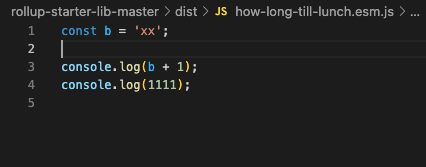 rollup-starter-lib-master > dist > JS how-long-till-lunch.esm.js > ...
1 const b = 'xx';
2
3 console.log(b + 1);
4 console.log(1111);
5